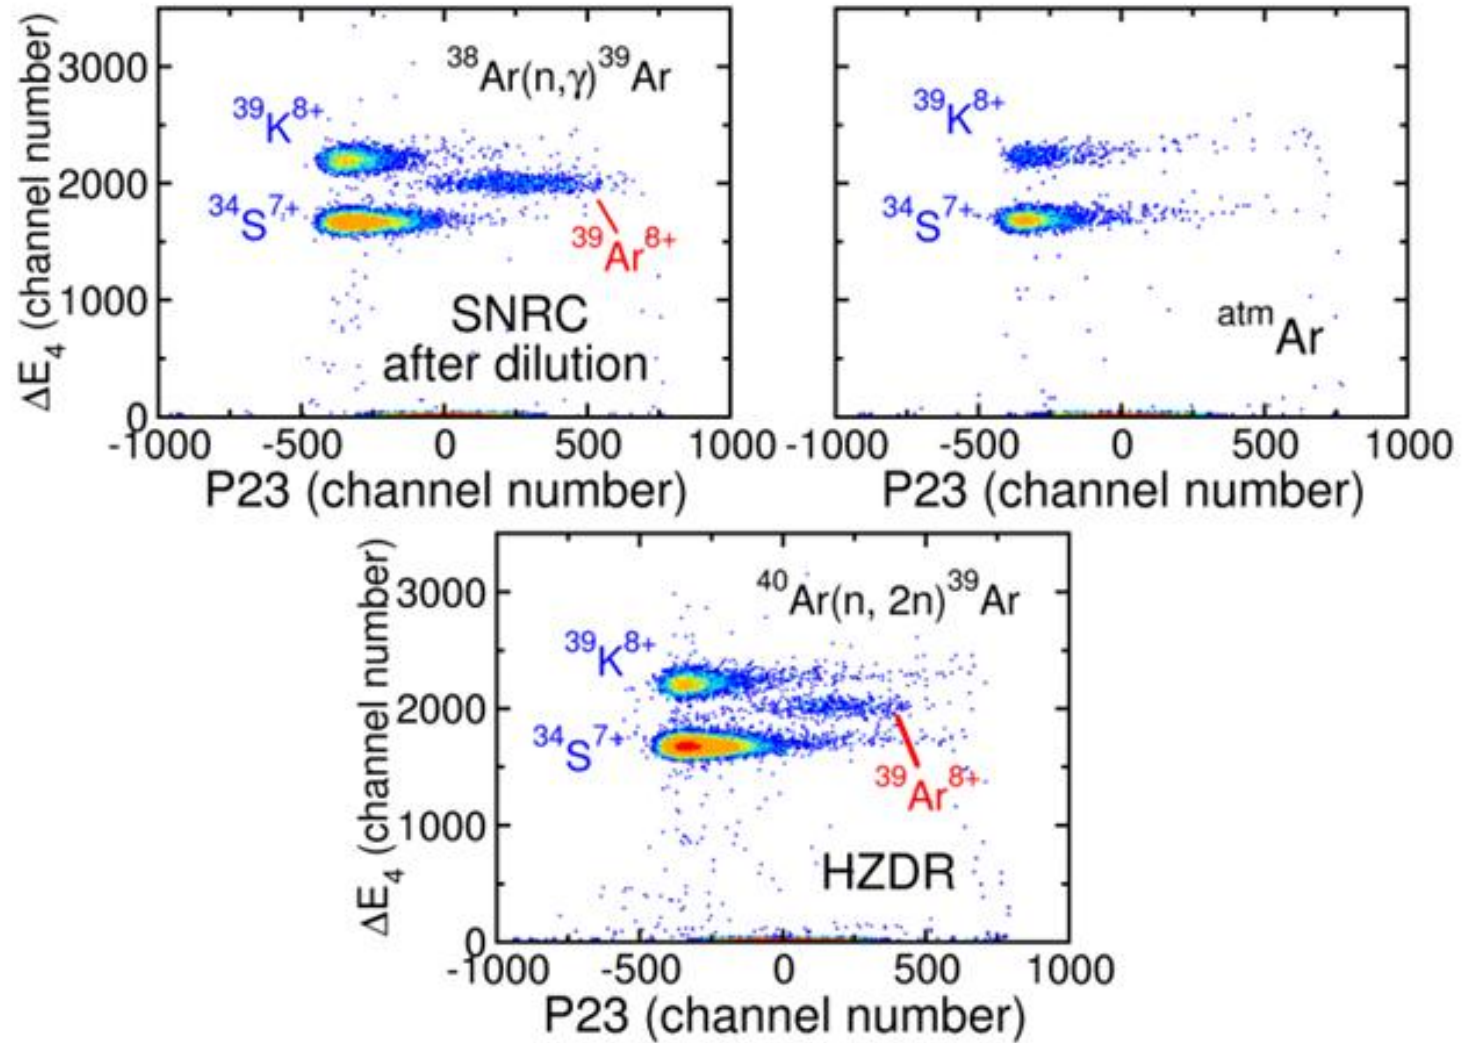 ΔE₄ (channel number)
3000
2000
1000
0
³⁸Ar(n,γ)³⁹Ar
³⁹K⁸⁺
³⁴S⁷⁺
³⁹Ar⁸⁺
SNRC
after dilution
-1000 -500 0 500 1000
P23 (channel number)
³⁹K⁸⁺
³⁴S⁷⁺
ᵃᵗᵐAr
-1000 -500 0 500 1000
P23 (channel number)
ΔE₄ (channel number)
3000
2000
1000
0
⁴⁰Ar(n, 2n)³⁹Ar
³⁹K⁸⁺
³⁴S⁷⁺
³⁹Ar⁸⁺
HZDR
-1000 -500 0 500 1000
P23 (channel number)